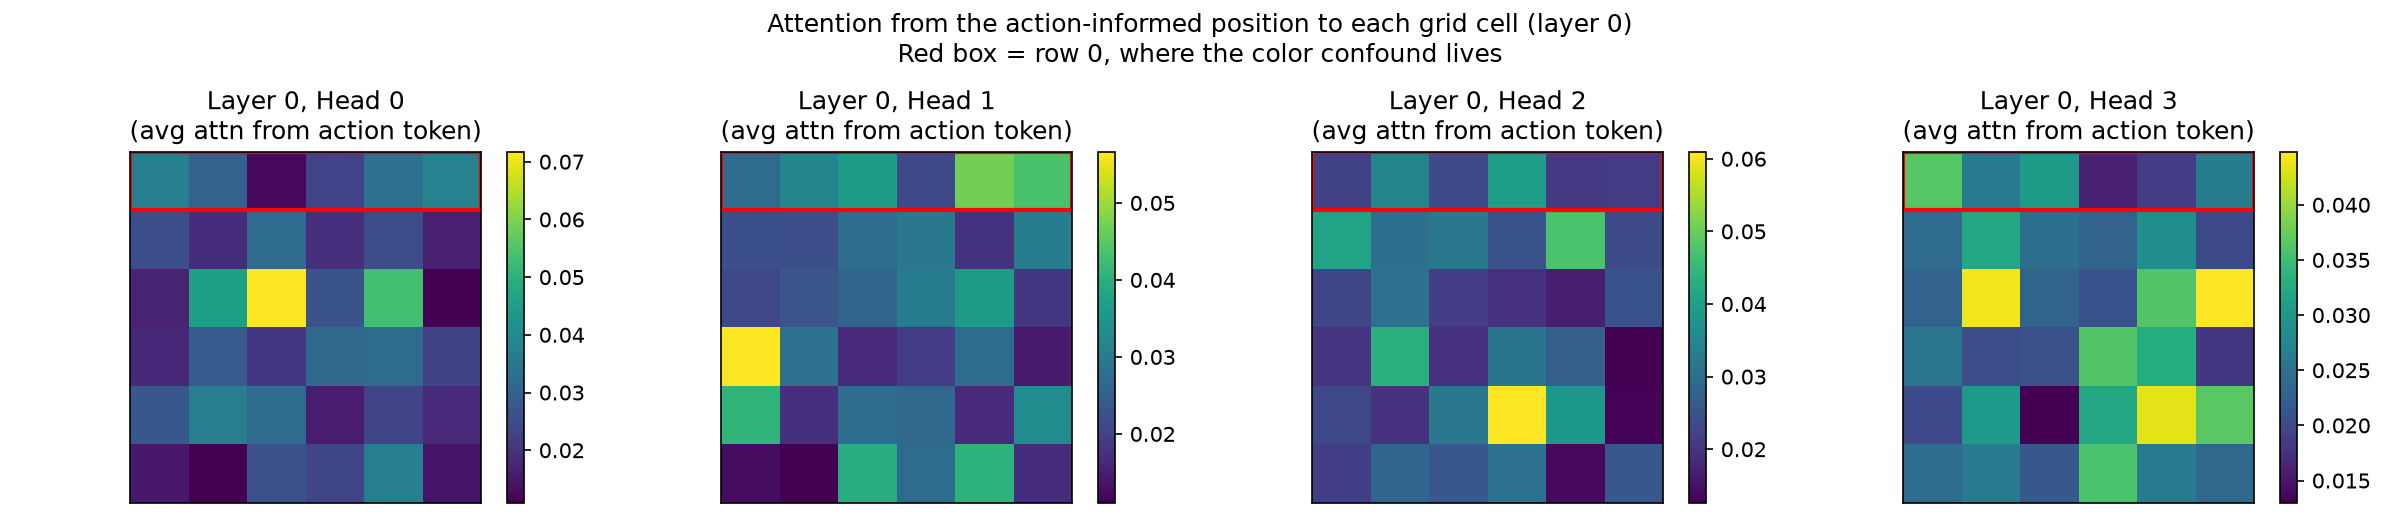 Attention from the action-informed position to each grid cell (layer 0)
Red box = row 0, where the color confound lives
Layer 0, Head 0
(avg attn from action token)
0.07
0.06
0.05
0.04
0.03
0.02
Layer 0, Head 1
(avg attn from action token)
0.05
0.04
0.03
0.02
Layer 0, Head 2
(avg attn from action token)
0.06
0.05
0.04
0.03
0.02
Layer 0, Head 3
(avg attn from action token)
0.040
0.035
0.030
0.025
0.020
0.015